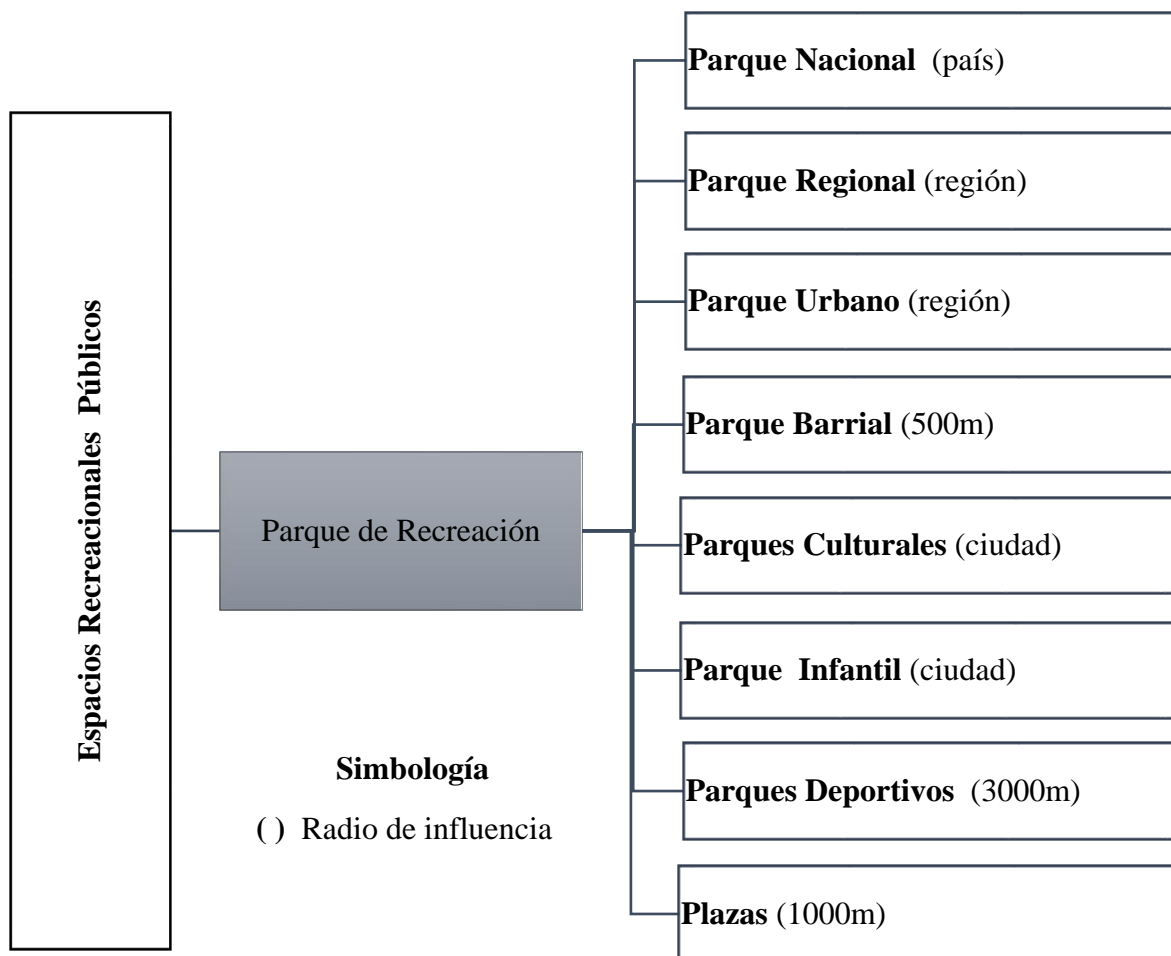 Espacios Recreacionales Públicos
Parque de Recreación
Parque Nacional (país)
Parque Regional (región)
Parque Urbano (región)
Parque Barrial (500m)
Parques Culturales (ciudad)
Parque Infantil (ciudad)
Parques Deportivos (3000m)
Plazas (1000m)
Simbología
( ) Radio de influencia